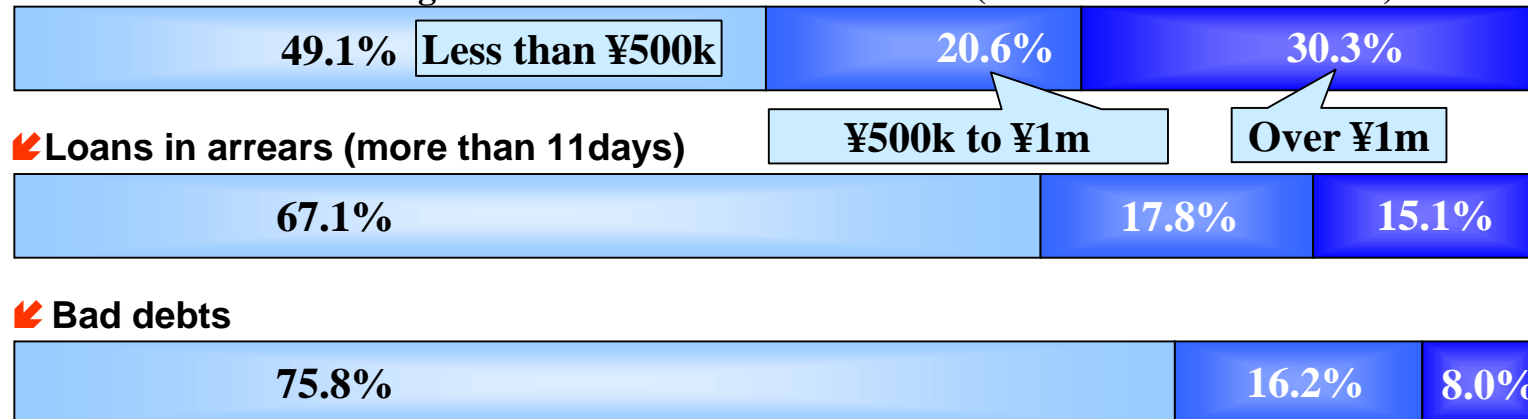 49.1% Less than ¥500k 20.6% 30.3%
¥500k to ¥1m Over ¥1m
Loans in arrears (more than 11days)
67.1% 17.8% 15.1%
Bad debts
75.8% 16.2% 8.0%